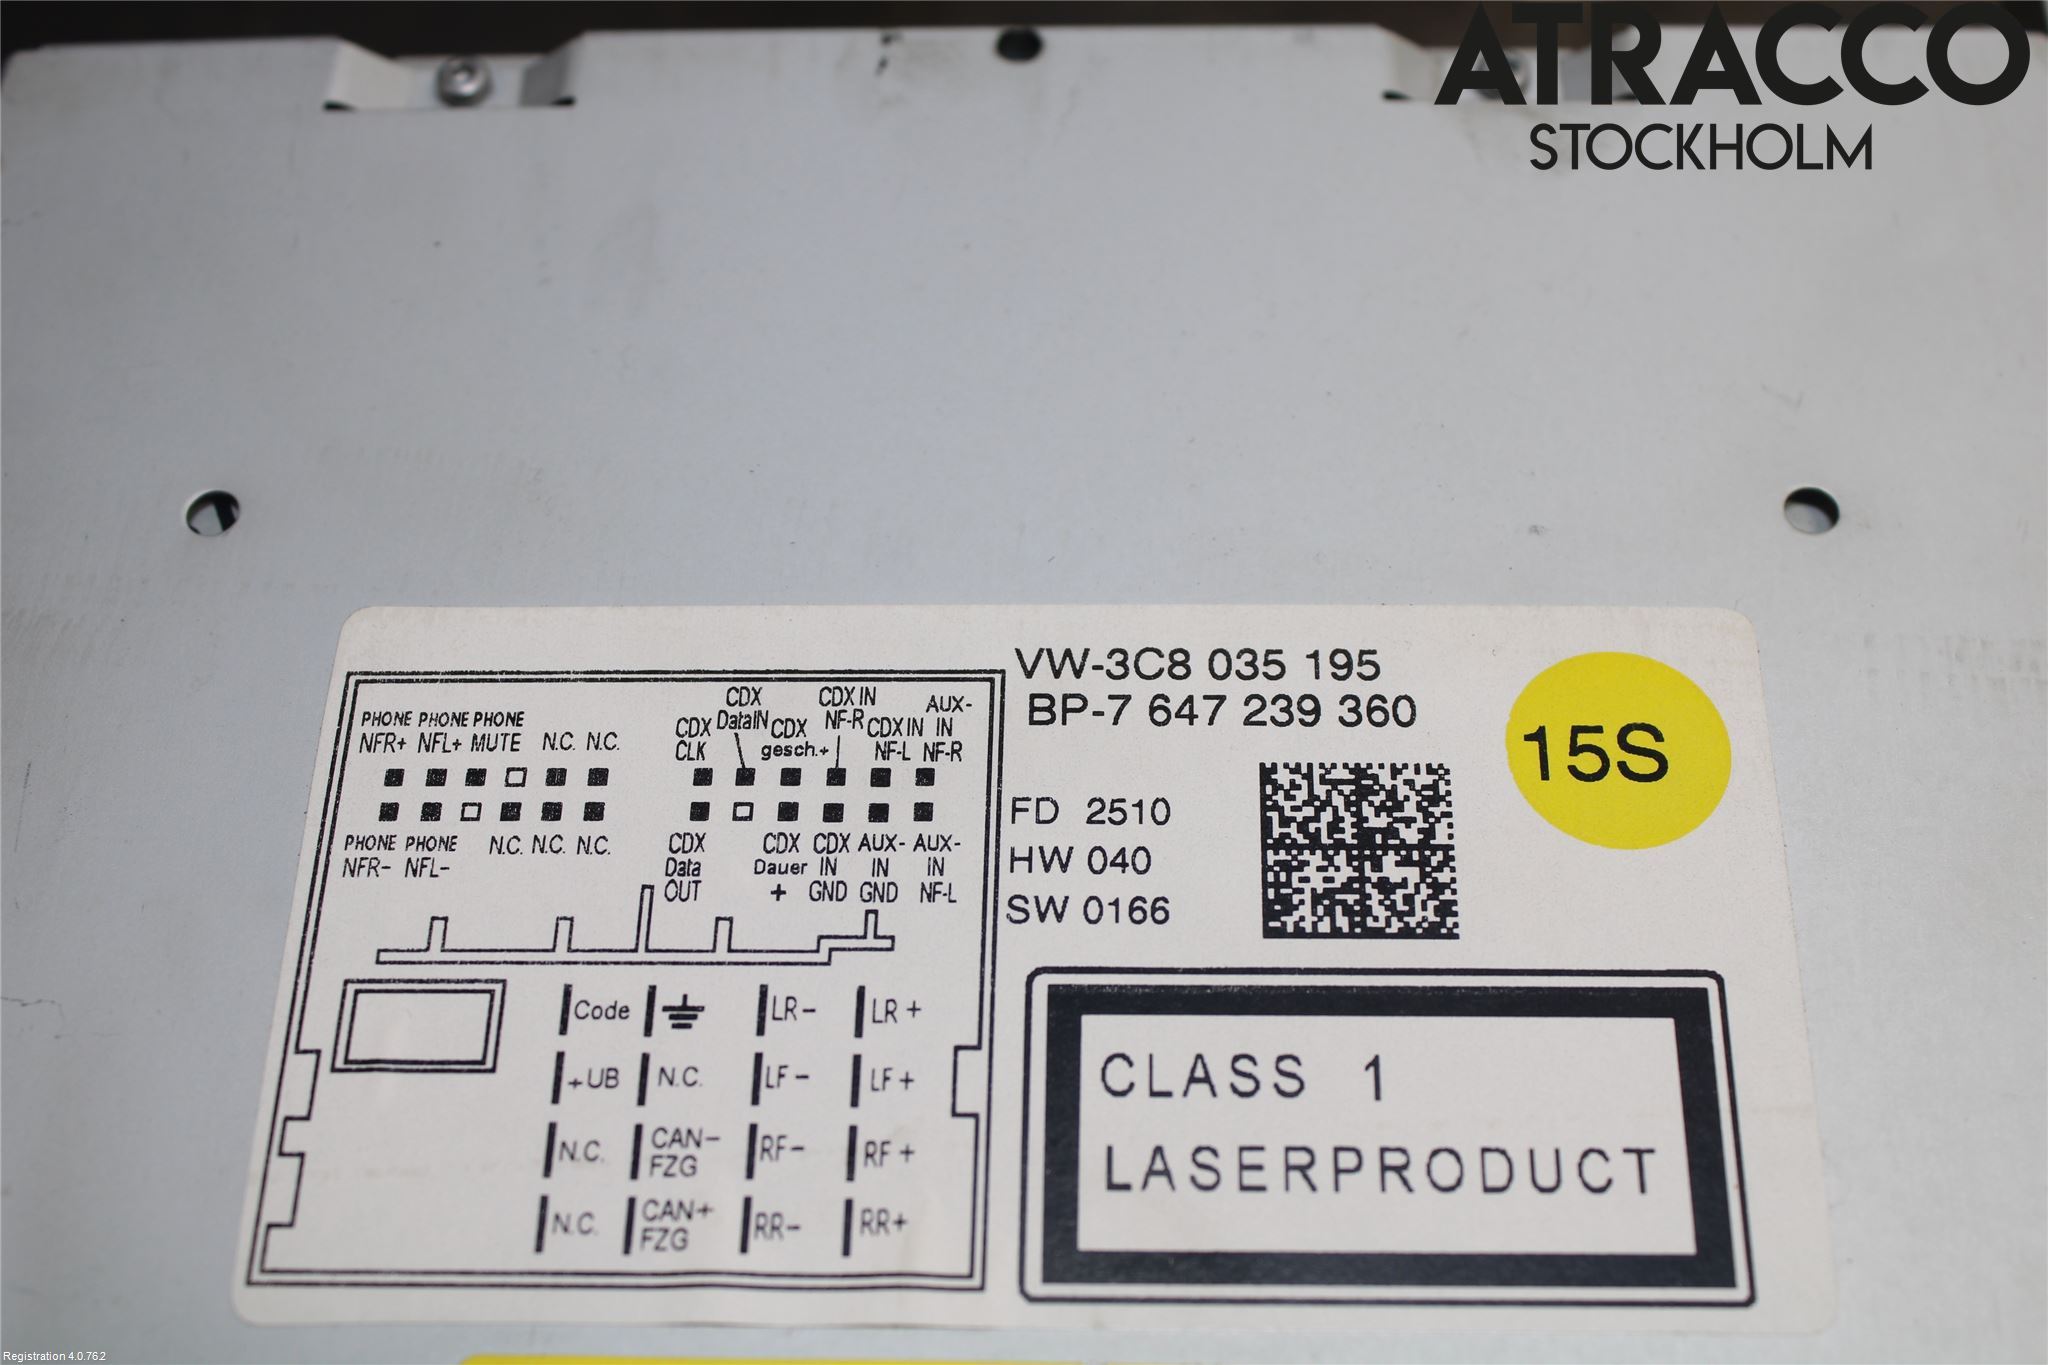 ATRACCO
STOCKHOLM
VW-3C8 035 195
BP-7 647 239 360
15S
FD 2510
HW 040
SW 0166
CLASS 1
LASERPRODUCT
PHONE PHONE PHONE
NFR+ NFL+ MUTE N.C. N.C.
CDX CLK
CDX DataIN
CDX gesch.+
CDX IN NF-R
CDX IN NF-L
AUX-IN NF-R
PHONE PHONE
NFR- NFL- N.C. N.C. N.C.
CDX Data OUT
CDX Dauer +
CDX IN GND
AUX-IN GND
AUX-IN NF-L
Code LR- LR+
+UB N.C. LF- LF+
N.C. CAN- FZG RF- RF+
N.C. CAN+ FZG RR- RR+
Registration 4.0.762